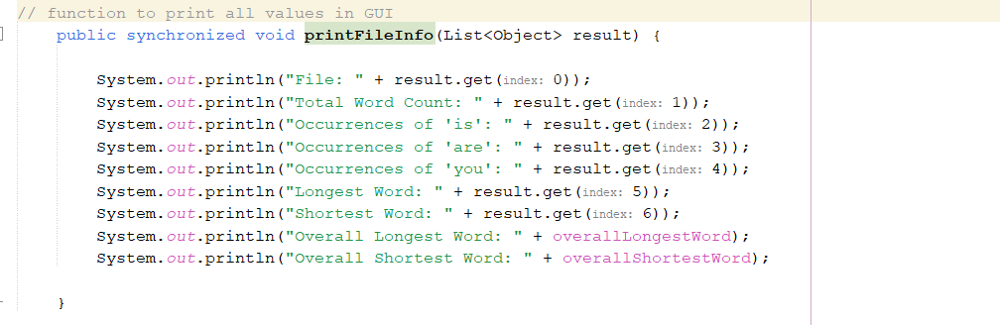 // function to print all values in GUI
public synchronized void printFileInfo(List<Object> result) {
System.out.println("File: " + result.get(index: 0));
System.out.println("Total Word Count: " + result.get(index: 1));
System.out.println("Occurrences of 'is': " + result.get(index: 2));
System.out.println("Occurrences of 'are': " + result.get(index: 3));
System.out.println("Occurrences of 'you': " + result.get(index: 4));
System.out.println("Longest Word: " + result.get(index: 5));
System.out.println("Shortest Word: " + result.get(index: 6));
System.out.println("Overall Longest Word: " + overallLongestWord);
System.out.println("Overall Shortest Word: " + overallShortestWord);
}